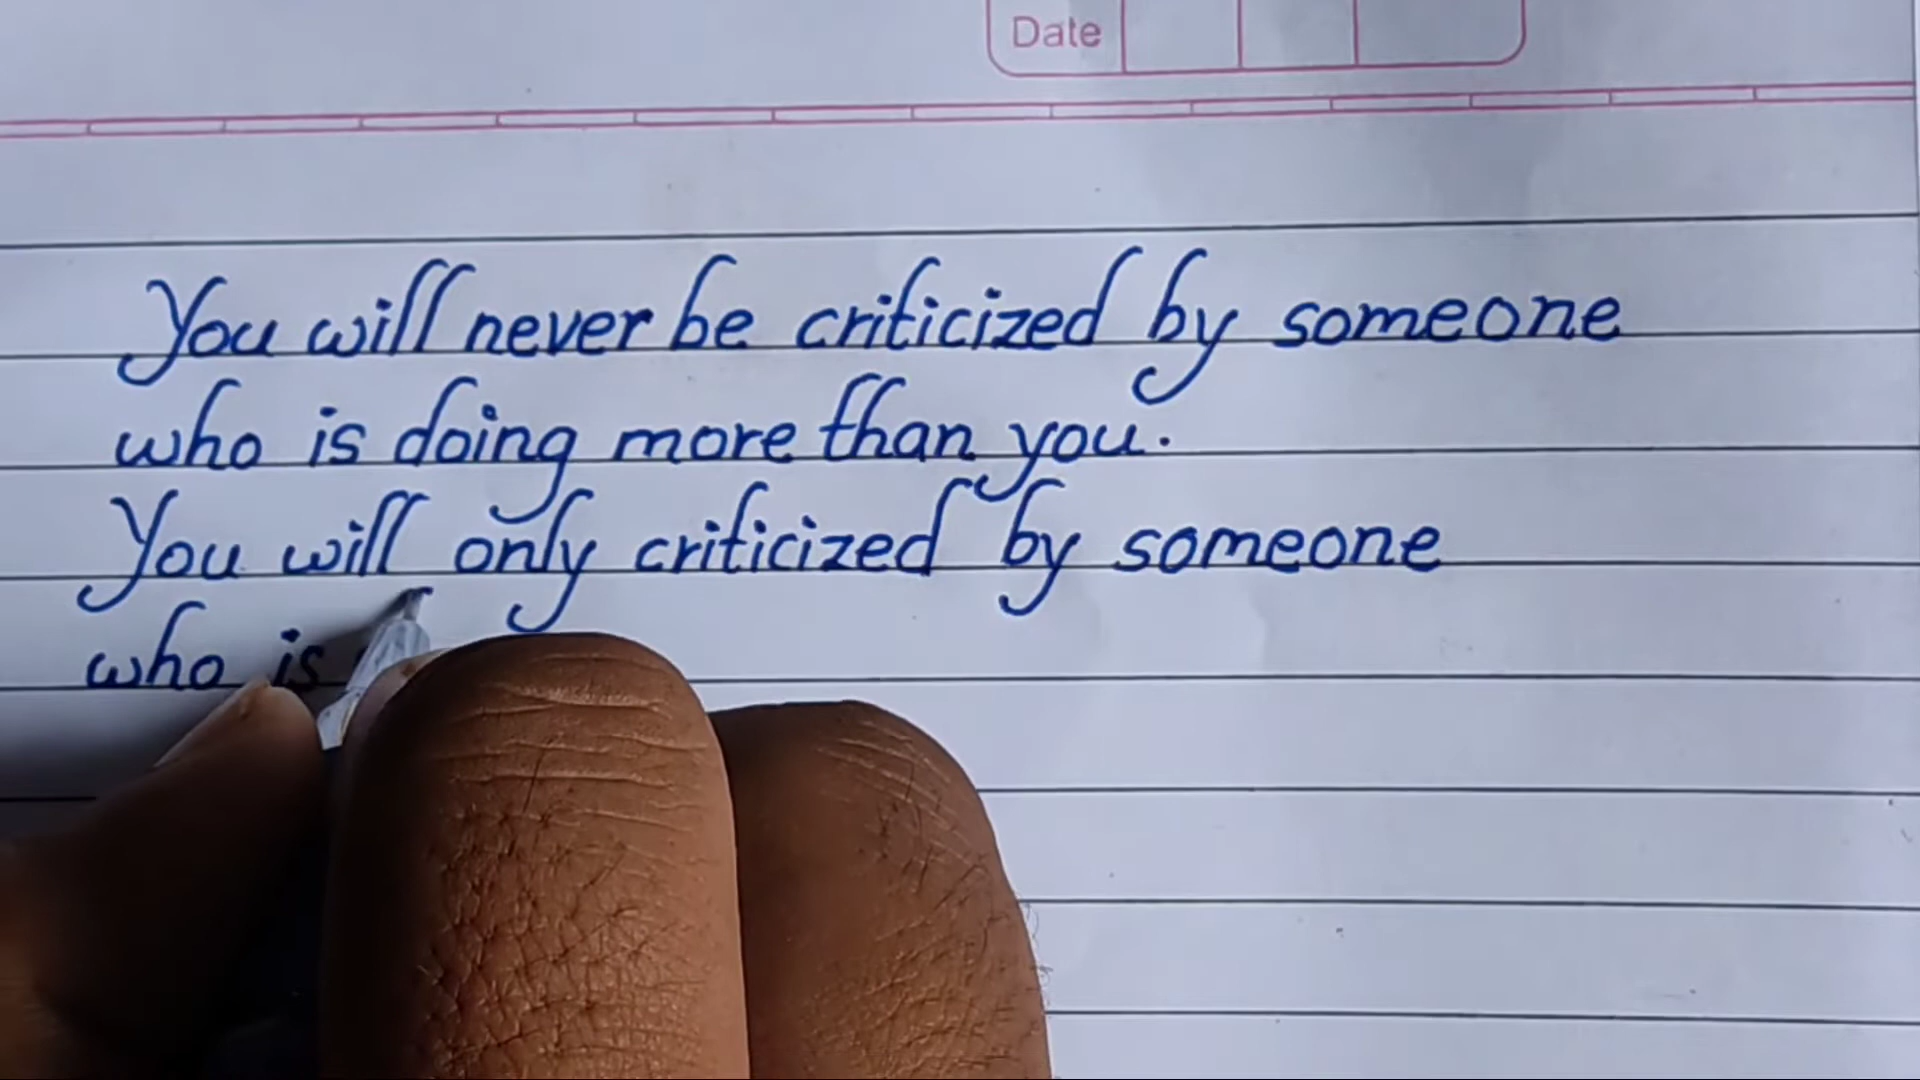 Date
You will never be criticized by someone
who is doing more than you.
You will only criticized by someone
who is